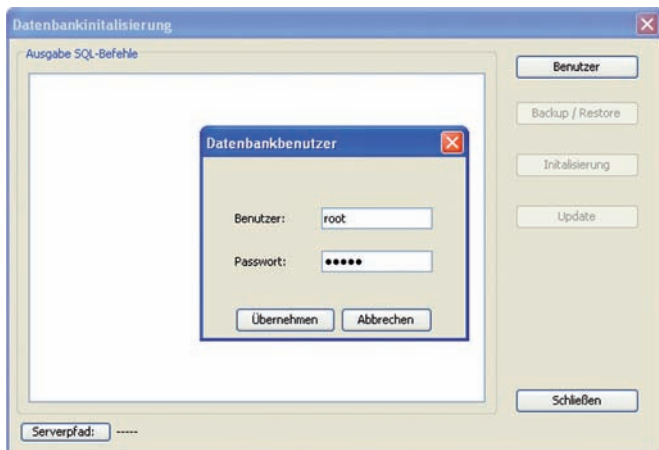 Datenbankinitalisierung
Ausgabe SQL-Befehle
Benutzer
Backup / Restore
Initalisierung
Update
Datenbankbenutzer
Benutzer: root
Passwort: •••••
Übernehmen Abbrechen
Schließen
Serverpfad: -----